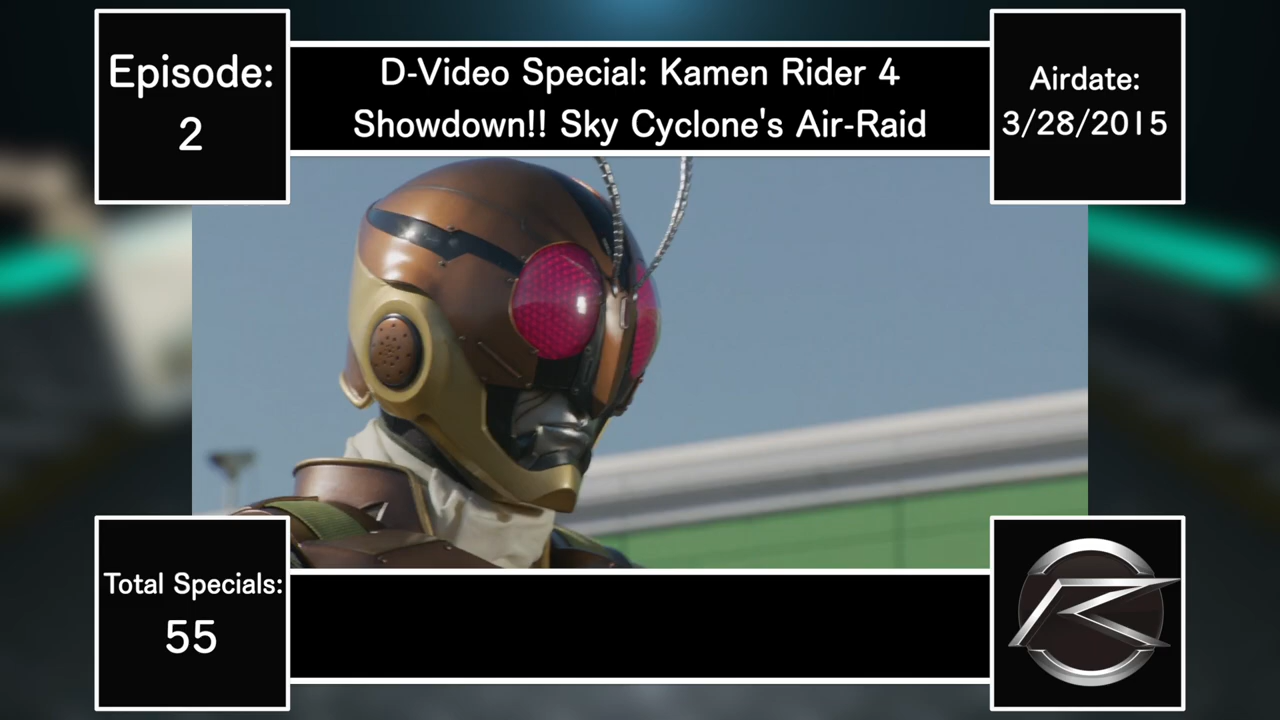 Episode:
2
D-Video Special: Kamen Rider 4
Showdown!! Sky Cyclone's Air-Raid
Airdate:
3/28/2015
Total Specials:
55